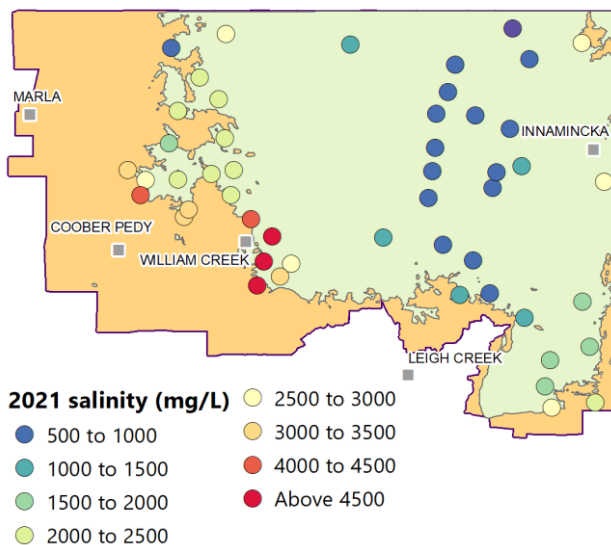 MARLA
INNAMINCKA
COOBER PEDY
WILLIAM CREEK
LEIGH CREEK
2021 salinity (mg/L)
500 to 1000
1000 to 1500
1500 to 2000
2000 to 2500
2500 to 3000
3000 to 3500
4000 to 4500
Above 4500